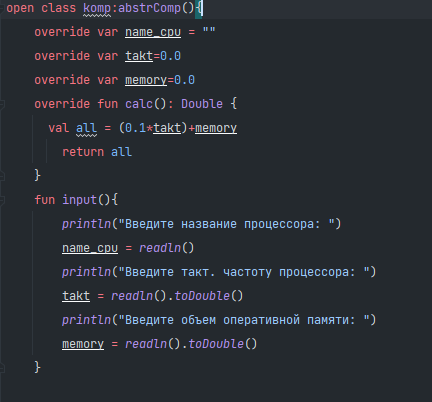 open class komp:abstrComp(){
override var name_cpu = ""
override var takt=0.0
override var memory=0.0
override fun calc(): Double {
val all = (0.1*takt)+memory
return all
}
fun input(){
println("Введите название процессора: ")
name_cpu = readln()
println("Введите такт. частоту процессора: ")
takt = readln().toDouble()
println("Введите объем оперативной памяти: ")
memory = readln().toDouble()
}